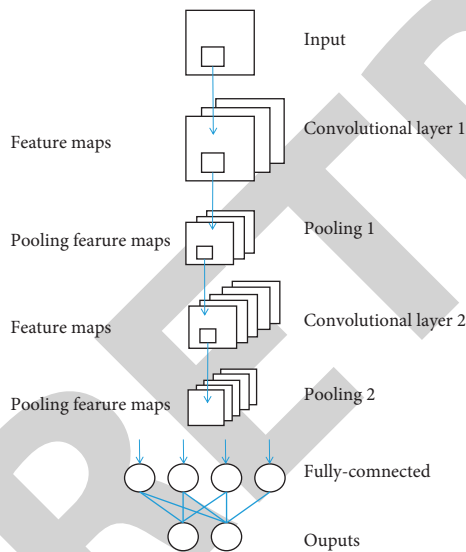 Input
Feature maps
Convolutional layer 1
Pooling fearure maps
Pooling 1
Feature maps
Convolutional layer 2
Pooling fearure maps
Pooling 2
Fully-connected
Ouputs